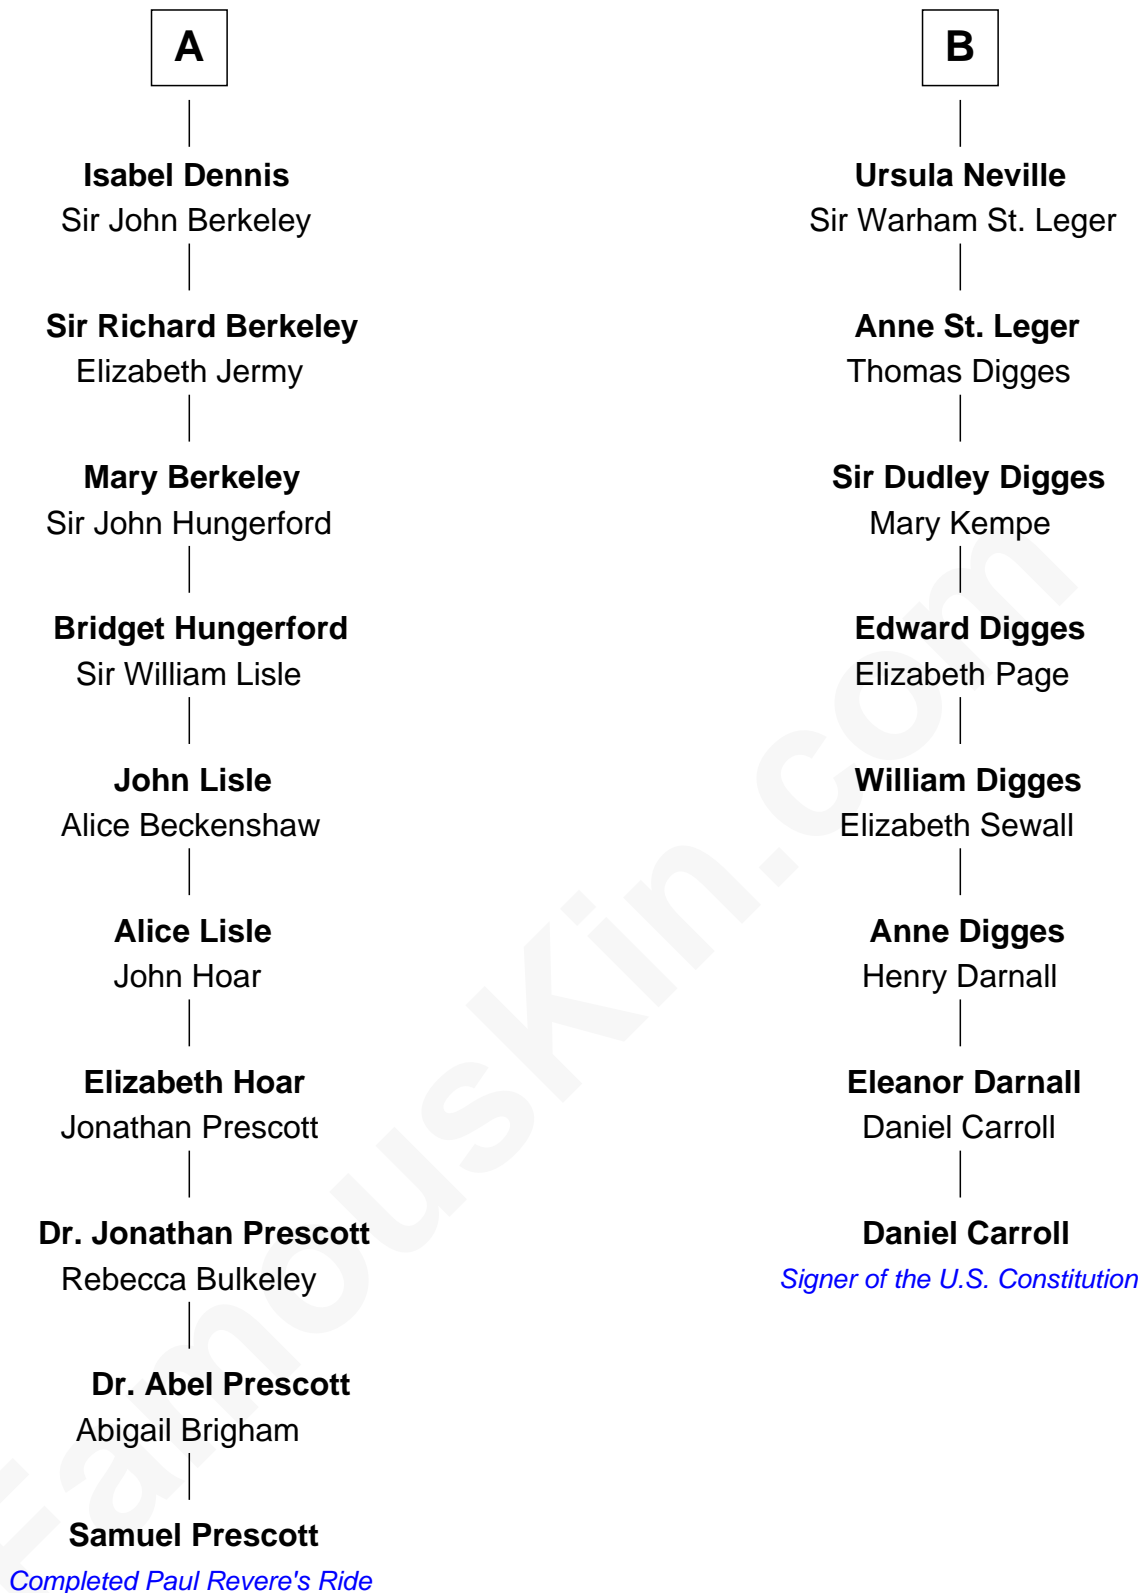 A
Isabel Dennis
Sir John Berkeley
Sir Richard Berkeley
Elizabeth Jermy
Mary Berkeley
Sir John Hungerford
Bridget Hungerford
Sir William Lisle
John Lisle
Alice Beckenshaw
Alice Lisle
John Hoar
Elizabeth Hoar
Jonathan Prescott
Dr. Jonathan Prescott
Rebecca Bulkeley
Dr. Abel Prescott
Abigail Brigham
Samuel Prescott
Completed Paul Revere's Ride
B
Ursula Neville
Sir Warham St. Leger
Anne St. Leger
Thomas Digges
Sir Dudley Digges
Mary Kempe
Edward Digges
Elizabeth Page
William Digges
Elizabeth Sewall
Anne Digges
Henry Darnall
Eleanor Darnall
Daniel Carroll
Daniel Carroll
Signer of the U.S. Constitution
FamousKin.com